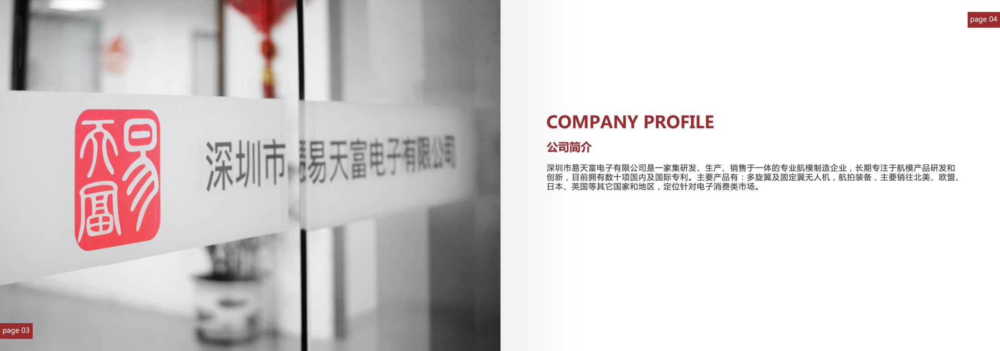 易
天
富
深圳市易天富电子有限公司
page 03
page 04
COMPANY PROFILE
公司简介
深圳市易天富电子有限公司是一家集研发、生产、销售于一体的专业航模制造企业，长期专注于航模产品研发和
创新，目前拥有数十项国内及国际专利。主要产品有：多旋翼及固定翼无人机，航拍装备，主要销往北美、欧盟、
日本、英国等其它国家和地区，定位针对电子消费类市场。